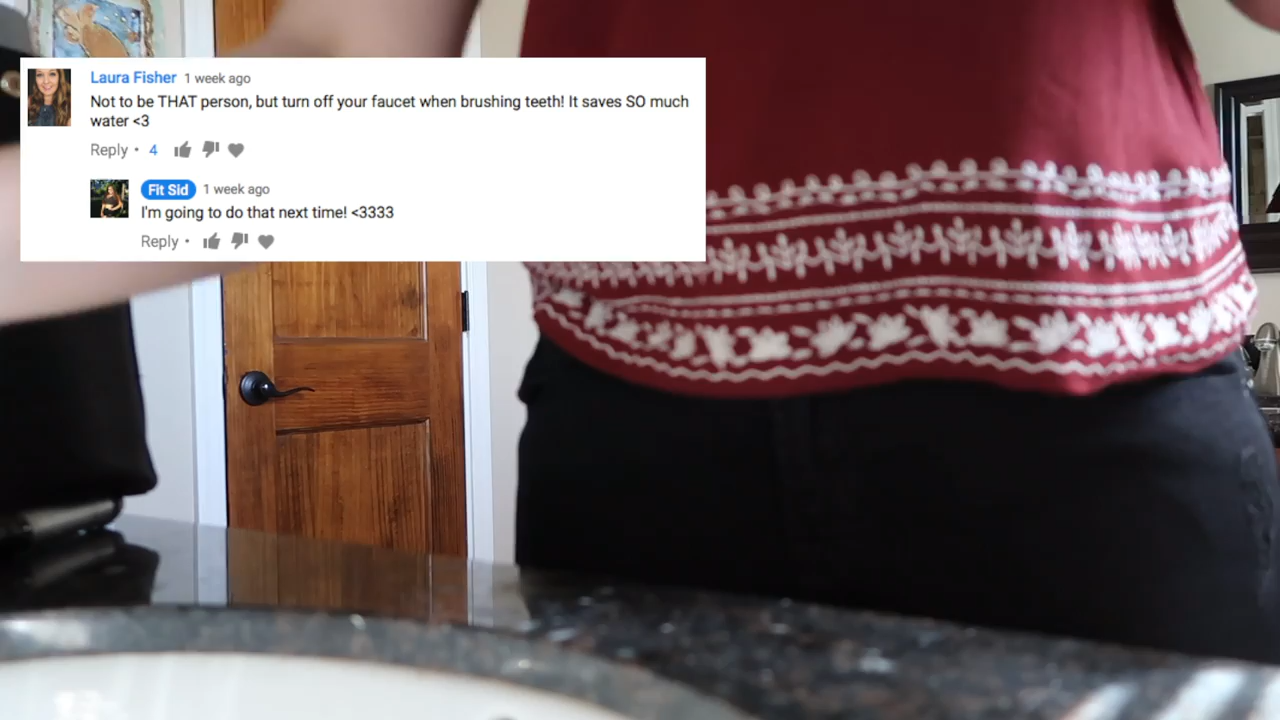 Laura Fisher 1 week ago
Not to be THAT person, but turn off your faucet when brushing teeth! It saves SO much
water <3
Reply • 4
Fit Sid 1 week ago
I'm going to do that next time! <3333
Reply •